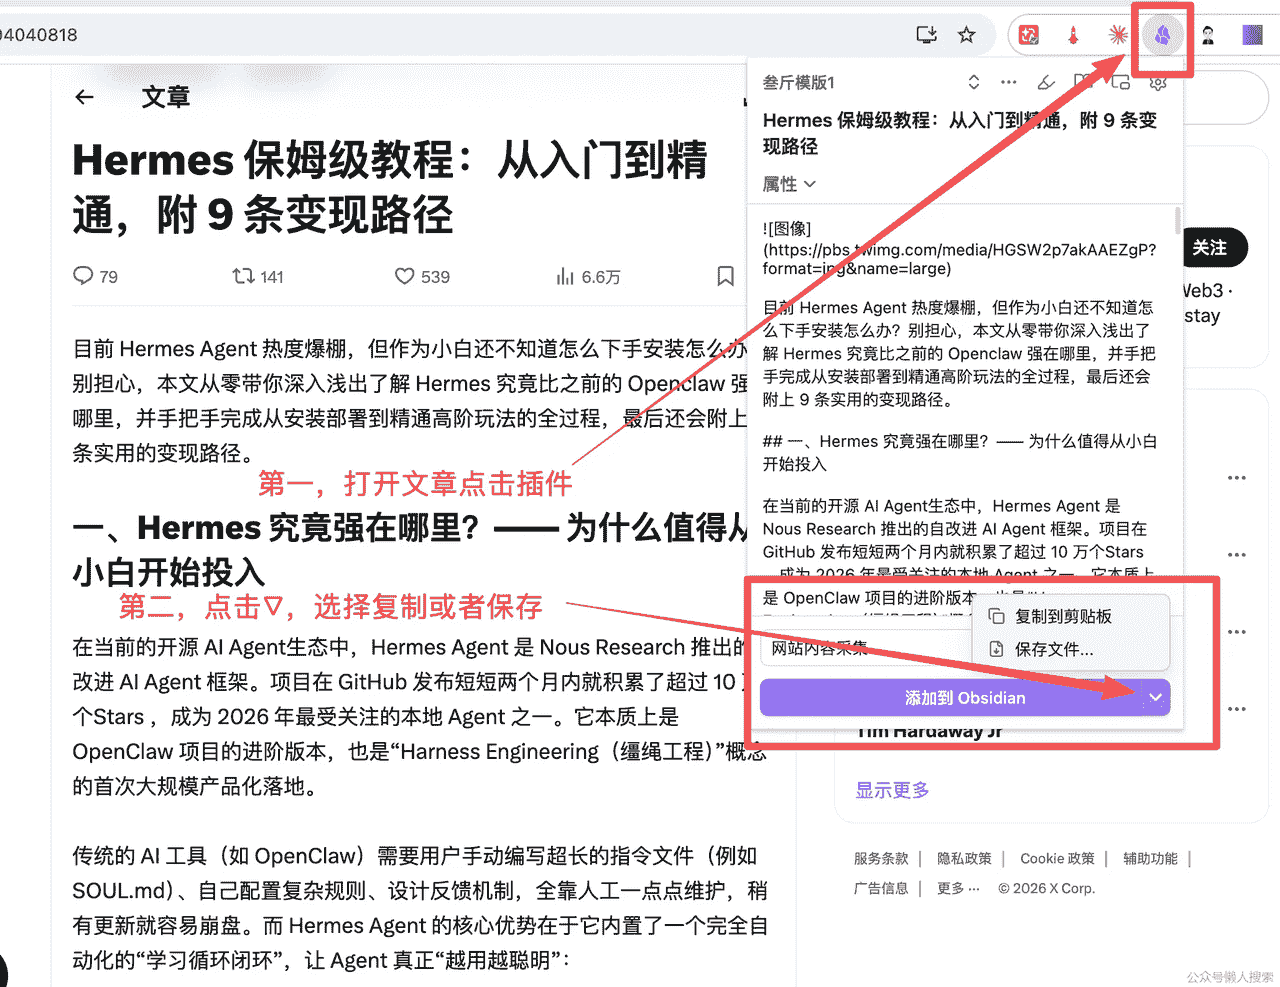 94040818
文章
Hermes 保姆级教程：从入门到精
通，附 9 条变现路径
79
141
539
6.6万
目前 Hermes Agent 热度爆棚，但作为小白还不知道怎么下手安装怎么办
别担心，本文从零带你深入浅出了解 Hermes 究竟比之前的 Openclaw 强
哪里，并手把手完成从安装部署到精通高阶玩法的全过程，最后还会附上
条实用的变现路径。
第一，打开文章点击插件
一、Hermes 究竟强在哪里？—— 为什么值得从
小白开始投入
第二，点击▽，选择复制或者保存
在当前的开源 AI Agent生态中，Hermes Agent 是 Nous Research 推出的
改进 AI Agent 框架。项目在 GitHub 发布短短两个月内就积累了超过 10
个Stars ，成为 2026 年最受关注的本地 Agent 之一。它本质上是
OpenClaw 项目的进阶版本，也是“Harness Engineering（缰绳工程）”概念
的首次大规模产品化落地。
传统的 AI 工具（如 OpenClaw）需要用户手动编写超长的指令文件（例如
SOUL.md）、自己配置复杂规则、设计反馈机制，全靠人工一点点维护，稍
有更新就容易崩盘。而 Hermes Agent 的核心优势在于它内置了一个完全自
动化的“学习循环闭环”，让 Agent 真正“越用越聪明”：
叁斤模版1
Hermes 保姆级教程：从入门到精通，附 9 条变
现路径
属性
![图像]
(https://pbs.twimg.com/media/HGSW2p7akAAEZgP?
format=jpg&name=large)
目前 Hermes Agent 热度爆棚，但作为小白还不知道怎
么下手安装怎么办？别担心，本文从零带你深入浅出了
解 Hermes 究竟比之前的 Openclaw 强在哪里，并手把
手完成从安装部署到精通高阶玩法的全过程，最后还会
附上 9 条实用的变现路径。
## 一、Hermes 究竟强在哪里？—— 为什么值得从小白
开始投入
在当前的开源 AI Agent生态中，Hermes Agent 是
Nous Research 推出的自改进 AI Agent 框架。项目在
GitHub 发布短短两个月内就积累了超过 10 万个Stars
，成为 2026 年最受关注的本地 Agent 之一。它本质上
是 OpenClaw 项目的进阶版本，也是“H
复制到剪贴板
保存文件...
网站内容采集
添加到 Obsidian
关注
Web3 ·
stay
Tim Hardaway Jr
显示更多
服务条款 | 隐私政策 | Cookie 政策 | 辅助功能 |
广告信息 | 更多 ··· © 2026 X Corp.
公众号懒人搜索